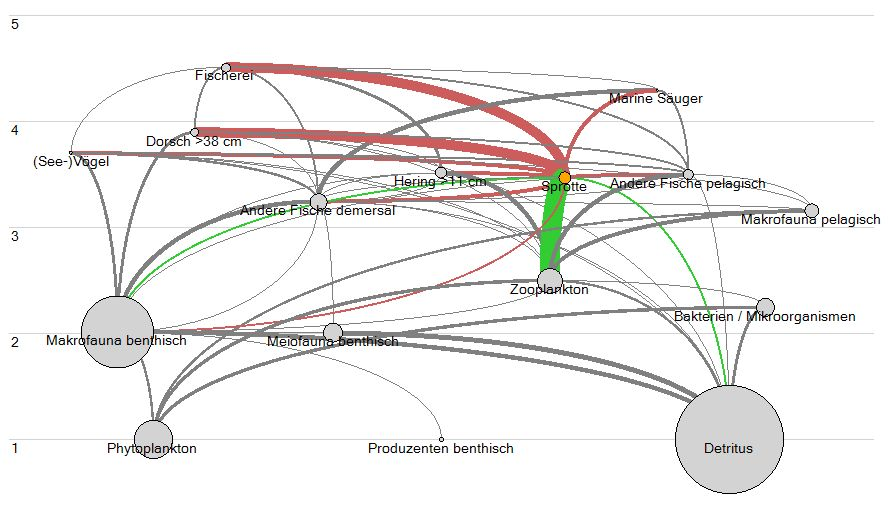 5
Fischerei
Marine Säuger
4
Dorsch >38 cm
(See-)Vögel
Hering >11 cm
Sprotte
Andere Fische pelagisch
Andere Fische demersal
Makrofauna pelagisch
3
Zooplankton
Bakterien / Mikroorganismen
2
Makrofauna benthisch
Meiofauna benthisch
1
Phytoplankton
Produzenten benthisch
Detritus